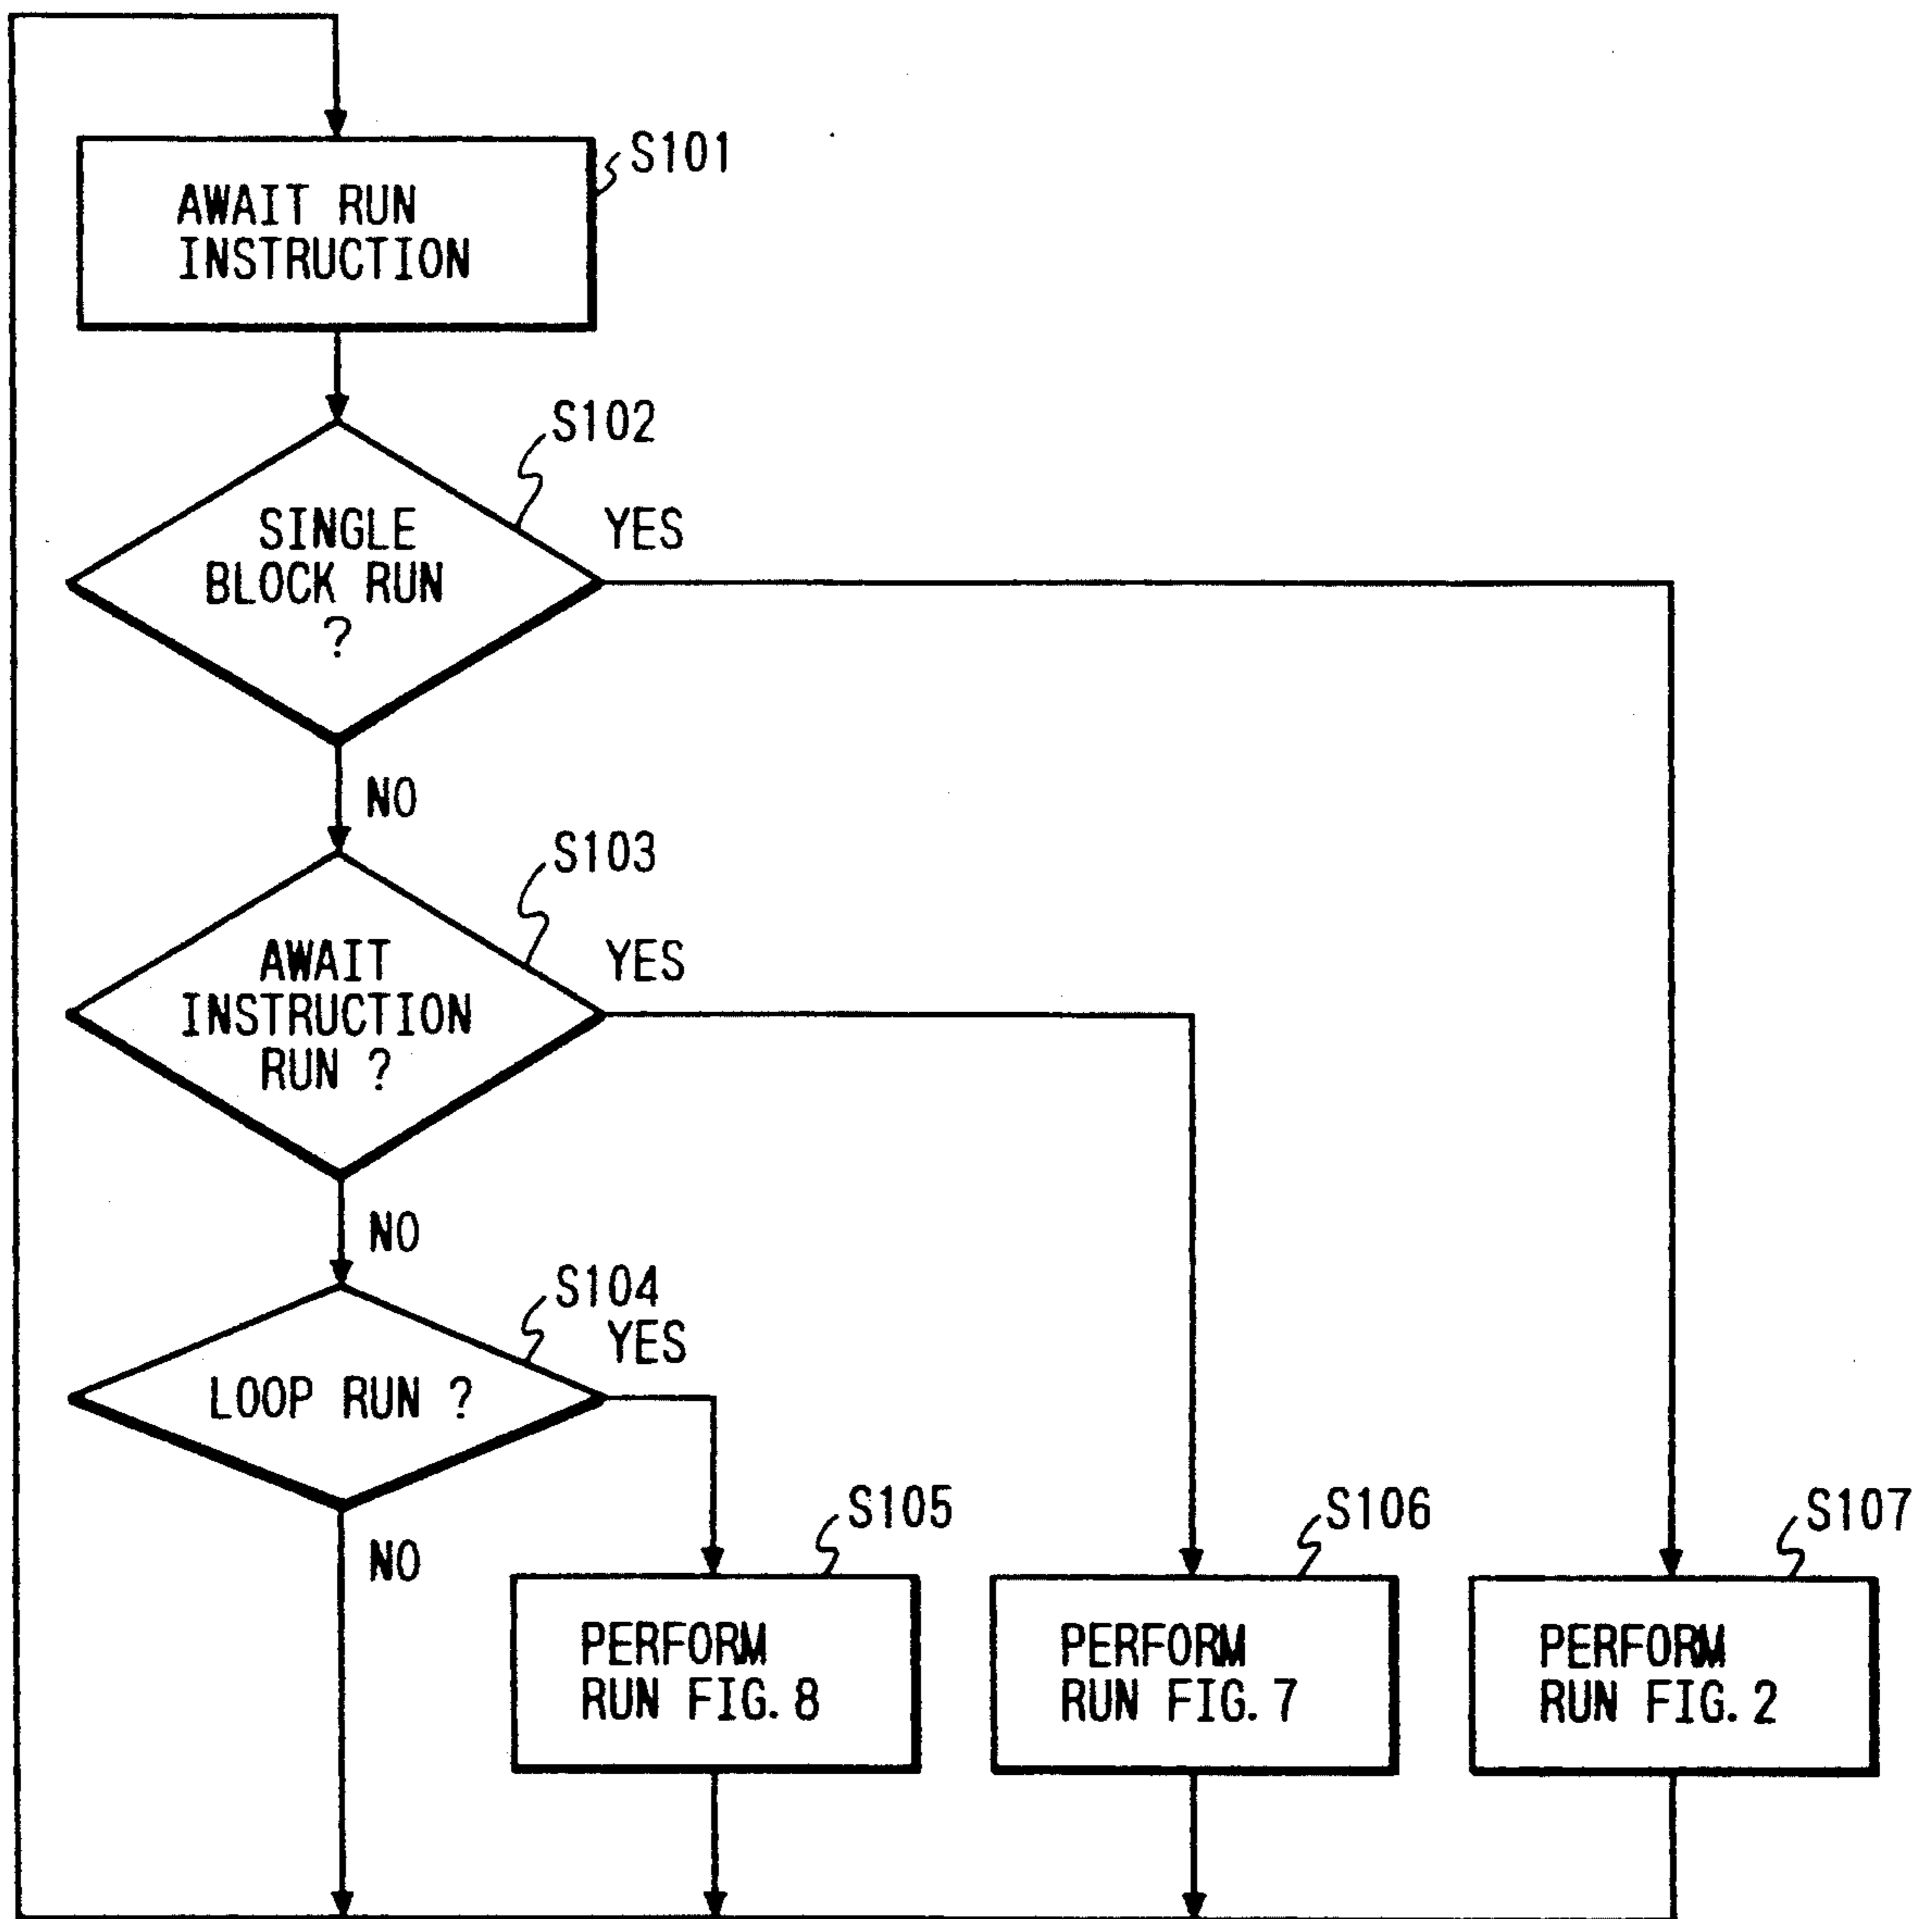 S101
AWAIT RUN
INSTRUCTION
S102
SINGLE
BLOCK RUN
?
YES
NO
S103
AWAIT
INSTRUCTION
RUN ?
YES
NO
S104
YES
LOOP RUN ?
NO
S105
PERFORM
RUN FIG. 8
S106
PERFORM
RUN FIG. 7
S107
PERFORM
RUN FIG. 2